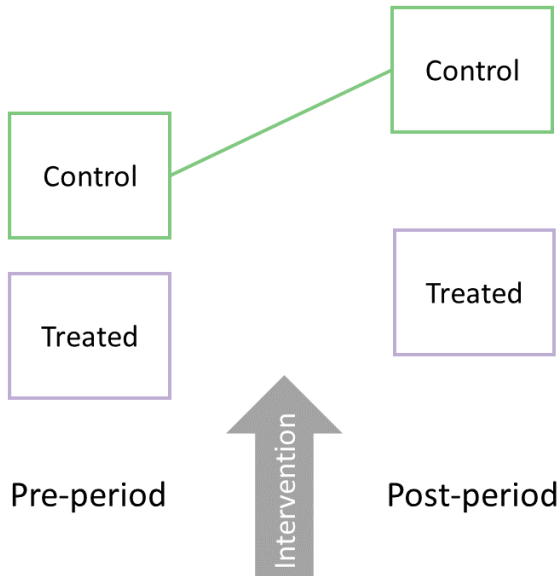 Control
Control
Treated
Treated
Intervention
Pre-period
Post-period